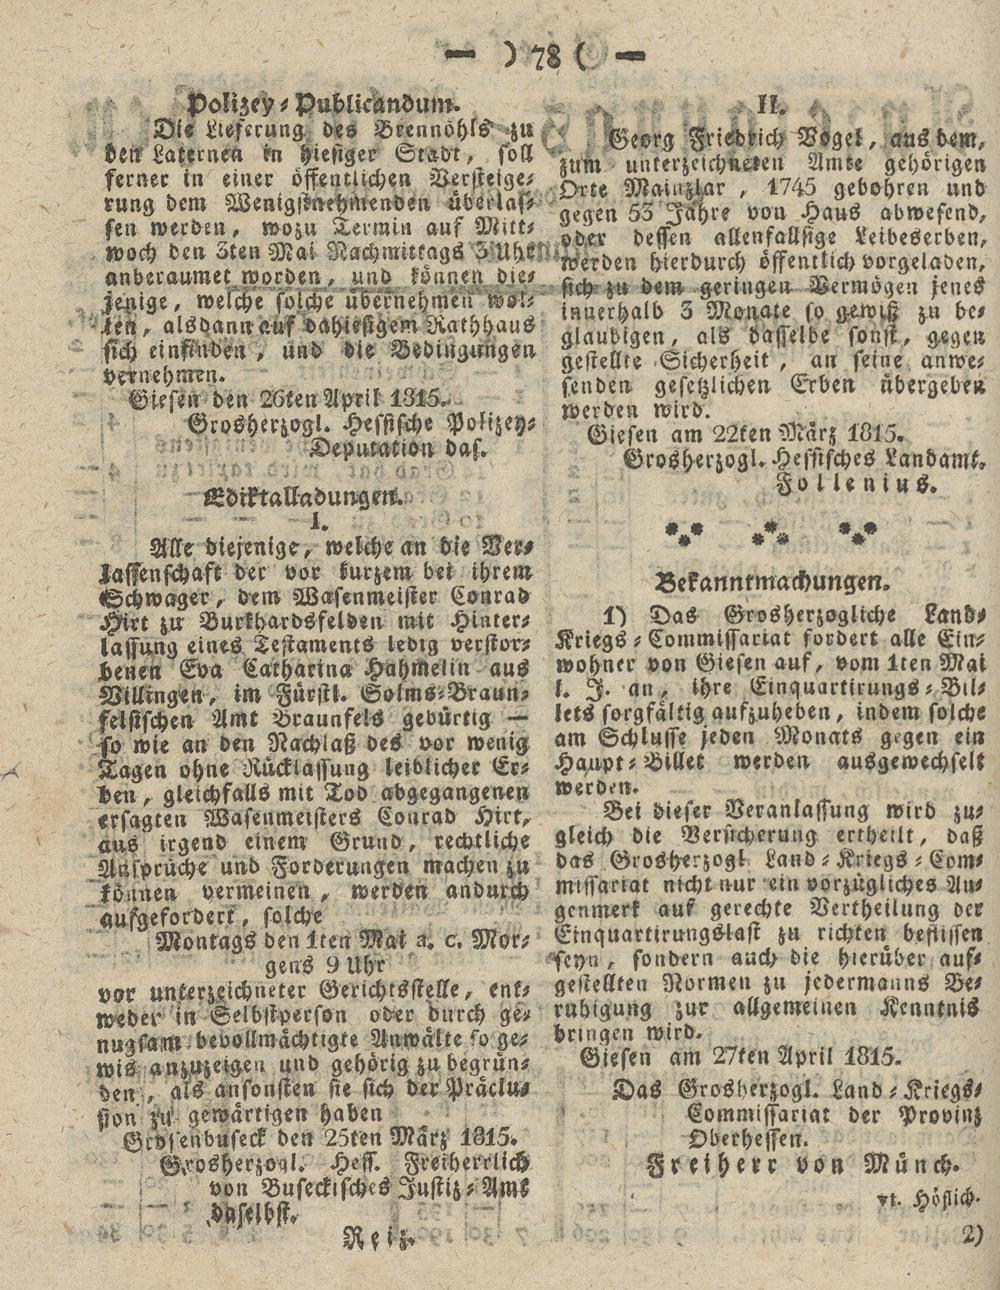 — ) 78 ( —
Polizey⸗Publicandum.
Die Lieferung des Brennöhls zu
den Laternen in hiesiger Stadt, soll
ferner in einer öffentlichen Versteige⸗
rung dem Wenigstnehmenden überlas⸗
sen werden, wozu Termin auf Mitt⸗
woch den 3ten Mai Nachmittags 3 Uhr
anberaumet worden, und können die⸗
jenige, welche solche übernehmen wol⸗
len, alsdann auf dahiesigem Rathhaus
sich einfinden, und die Bedingungen
vernehmen.
Giesen den 26ten April 1815.
Grosherzogl. Hessische Polizey⸗
Deputation das.
Ediktalladungen.
I.
Alle diejenige, welche an die Ver⸗
lassenschaft der vor kurzem bei ihrem
Schwager, dem Wasenmeister Conrad
Hirt zu Burkhardsfelden mit Hinter⸗
lassung eines Testaments ledig verstor⸗
benen Eva Catharina Hahmelin aus
Villingen, im Fürstl. Solms⸗Braun⸗
felsischen Amt Braunfels gebürtig —
so wie an den Nachlaß des vor wenig
Tagen ohne Rücklassung leiblicher Er⸗
ben, gleichfalls mit Tod abgegangenen
ersagten Wasenmeisters Conrad Hirt,
aus irgend einem Grund, rechtliche
Ansprüche und Forderungen machen zu
können vermeinen, werden andurch
aufgefordert, solche
Montags den 1ten Mai a. c. Mor⸗
gens 9 Uhr
vor unterzeichneter Gerichtsstelle, ent⸗
weder in Selbstperson oder durch ge⸗
nugsam bevollmächtigte Anwälte so ge⸗
wis anzuzeigen und gehörig zu begrün⸗
den, als ansonsten sie sich der Präclu⸗
sion zu gewärtigen haben
Grosenbuseck den 25ten März 1815.
Grosherzogl. Hess. Freiherrlich
von Buseckisches Justiz⸗Amt
daselbst.
Reiz.
II.
Georg Friedrich Vogel, aus dem,
zum unterzeichneten Amte gehörigen
Orte Mainzlar, 1745 gebohren und
gegen 53 Jahre von Haus abwesend,
oder dessen allenfallsige Leibeserben,
werden hierdurch öffentlich vorgeladen,
sich zu dem geringen Vermögen jenes
innerhalb 3 Monate so gewiß zu be⸗
glaubigen, als dasselbe sonst, gegen
gestellte Sicherheit, an seine anwe⸗
senden gesetzlichen Erben übergeben
werden wird.
Giesen am 22ten März 1815.
Grosherzogl. Hessisches Landamt.
Follenius.
Bekanntmachungen.
1) Das Grosherzogliche Land⸗
Kriegs⸗Commissariat fordert alle Ein⸗
wohner von Giesen auf, vom 1ten Mai
l. J. an, ihre Einquartirungs⸗Bil⸗
lets sorgfältig aufzuheben, indem solche
am Schlusse jeden Monats gegen ein
Haupt⸗Billet werden ausgewechselt
werden.
Bei dieser Veranlassung wird zu⸗
gleich die Versicherung ertheilt, daß
das Grosherzogl Land⸗Kriegs⸗Com⸗
missariat nicht nur ein vorzügliches Au⸗
genmerk auf gerechte Vertheilung der
Einquartirungslast zu richten beflissen
seyn, sondern auch die hierüber auf⸗
gestellten Normen zu jedermanns Be⸗
ruhigung zur allgemeinen Kenntnis
bringen wird.
Giesen am 27ten April 1815.
Das Grosherzogl. Land⸗Kriegs⸗
Commissariat der Provinz
Oberhessen.
Freiherr von Münch.
vt. Höflich.
2)